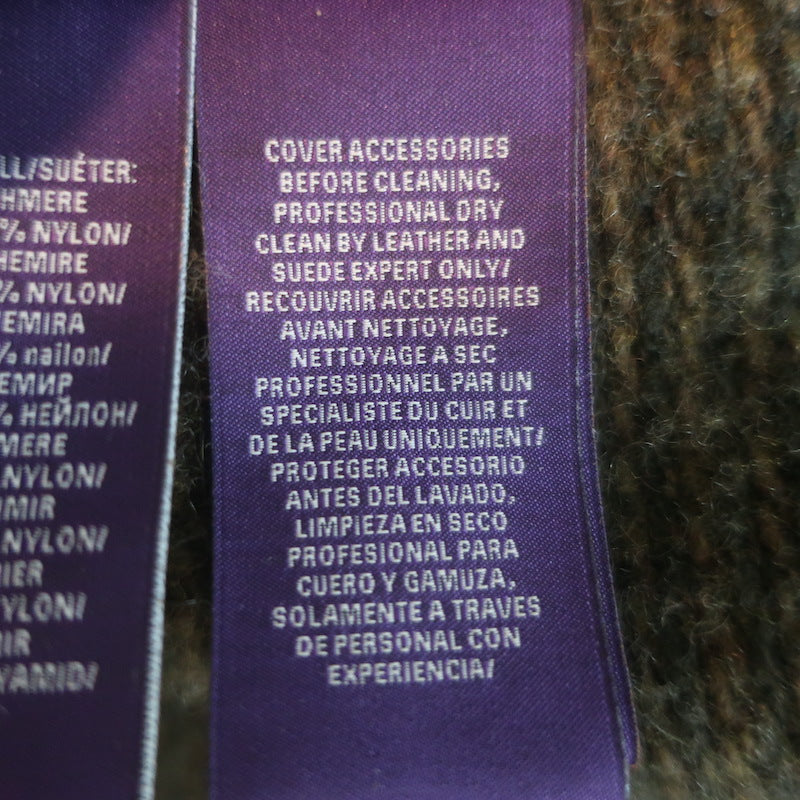 LL/SUÉTER:
HMERE
% NYLON/
HEMIRE
% NYLON/
EMIRA
% nailon/
ЕМИР
% НЕЙЛОН/
MERE
NYLON/
MIR
NYLON/
IER
YLON/
IR
YAMID/
COVER ACCESSORIES
BEFORE CLEANING,
PROFESSIONAL DRY
CLEAN BY LEATHER AND
SUEDE EXPERT ONLY/
RECOUVRIR ACCESSOIRES
AVANT NETTOYAGE,
NETTOYAGE A SEC
PROFESSIONNEL PAR UN
SPECIALISTE DU CUIR ET
DE LA PEAU UNIQUEMENT/
PROTEGER ACCESORIO
ANTES DEL LAVADO,
LIMPIEZA EN SECO
PROFESIONAL PARA
CUERO Y GAMUZA,
SOLAMENTE A TRAVES
DE PERSONAL CON
EXPERIENCIA/